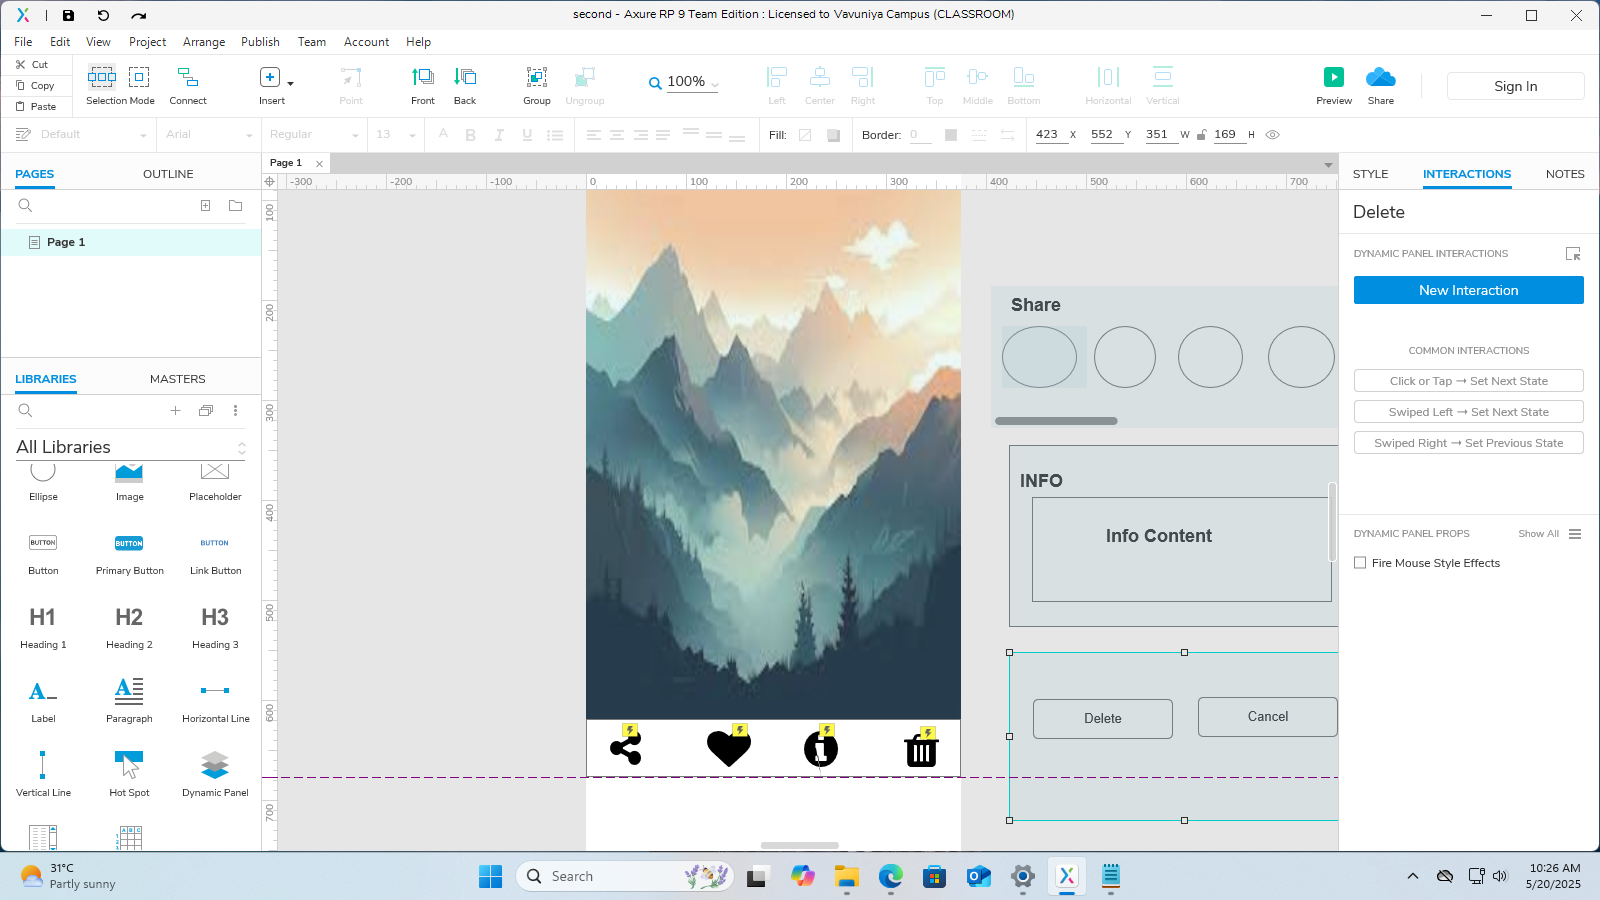 second - Axure RP 9 Team Edition : Licensed to Vavuniya Campus (CLASSROOM)
File Edit View Project Arrange Publish Team Account Help
Cut
Copy
Paste
Selection Mode Connect Insert Point Front Back Group Ungroup 100% Left Center Right Top Middle Bottom Horizontal Vertical Preview Share Sign In
Default Arial Regular 13 Fill: Border: 0 423 X 552 Y 351 W 169 H
PAGES OUTLINE
Page 1
Page 1
-300 -200 -100 0 100 200 300 400 500 600 700
100
200
300
400
500
600
700
LIBRARIES MASTERS
All Libraries
Ellipse Image Placeholder
BUTTON BUTTON BUTTON
Button Primary Button Link Button
H1 H2 H3
Heading 1 Heading 2 Heading 3
A A
Label Paragraph Horizontal Line
Vertical Line Hot Spot Dynamic Panel
A B C
1
2
Share
INFO
Info Content
Delete Cancel
STYLE INTERACTIONS NOTES
Delete
DYNAMIC PANEL INTERACTIONS
New Interaction
COMMON INTERACTIONS
Click or Tap → Set Next State
Swiped Left → Set Next State
Swiped Right → Set Previous State
DYNAMIC PANEL PROPS Show All
Fire Mouse Style Effects
31°C
Partly sunny
Search
10:26 AM
5/20/2025